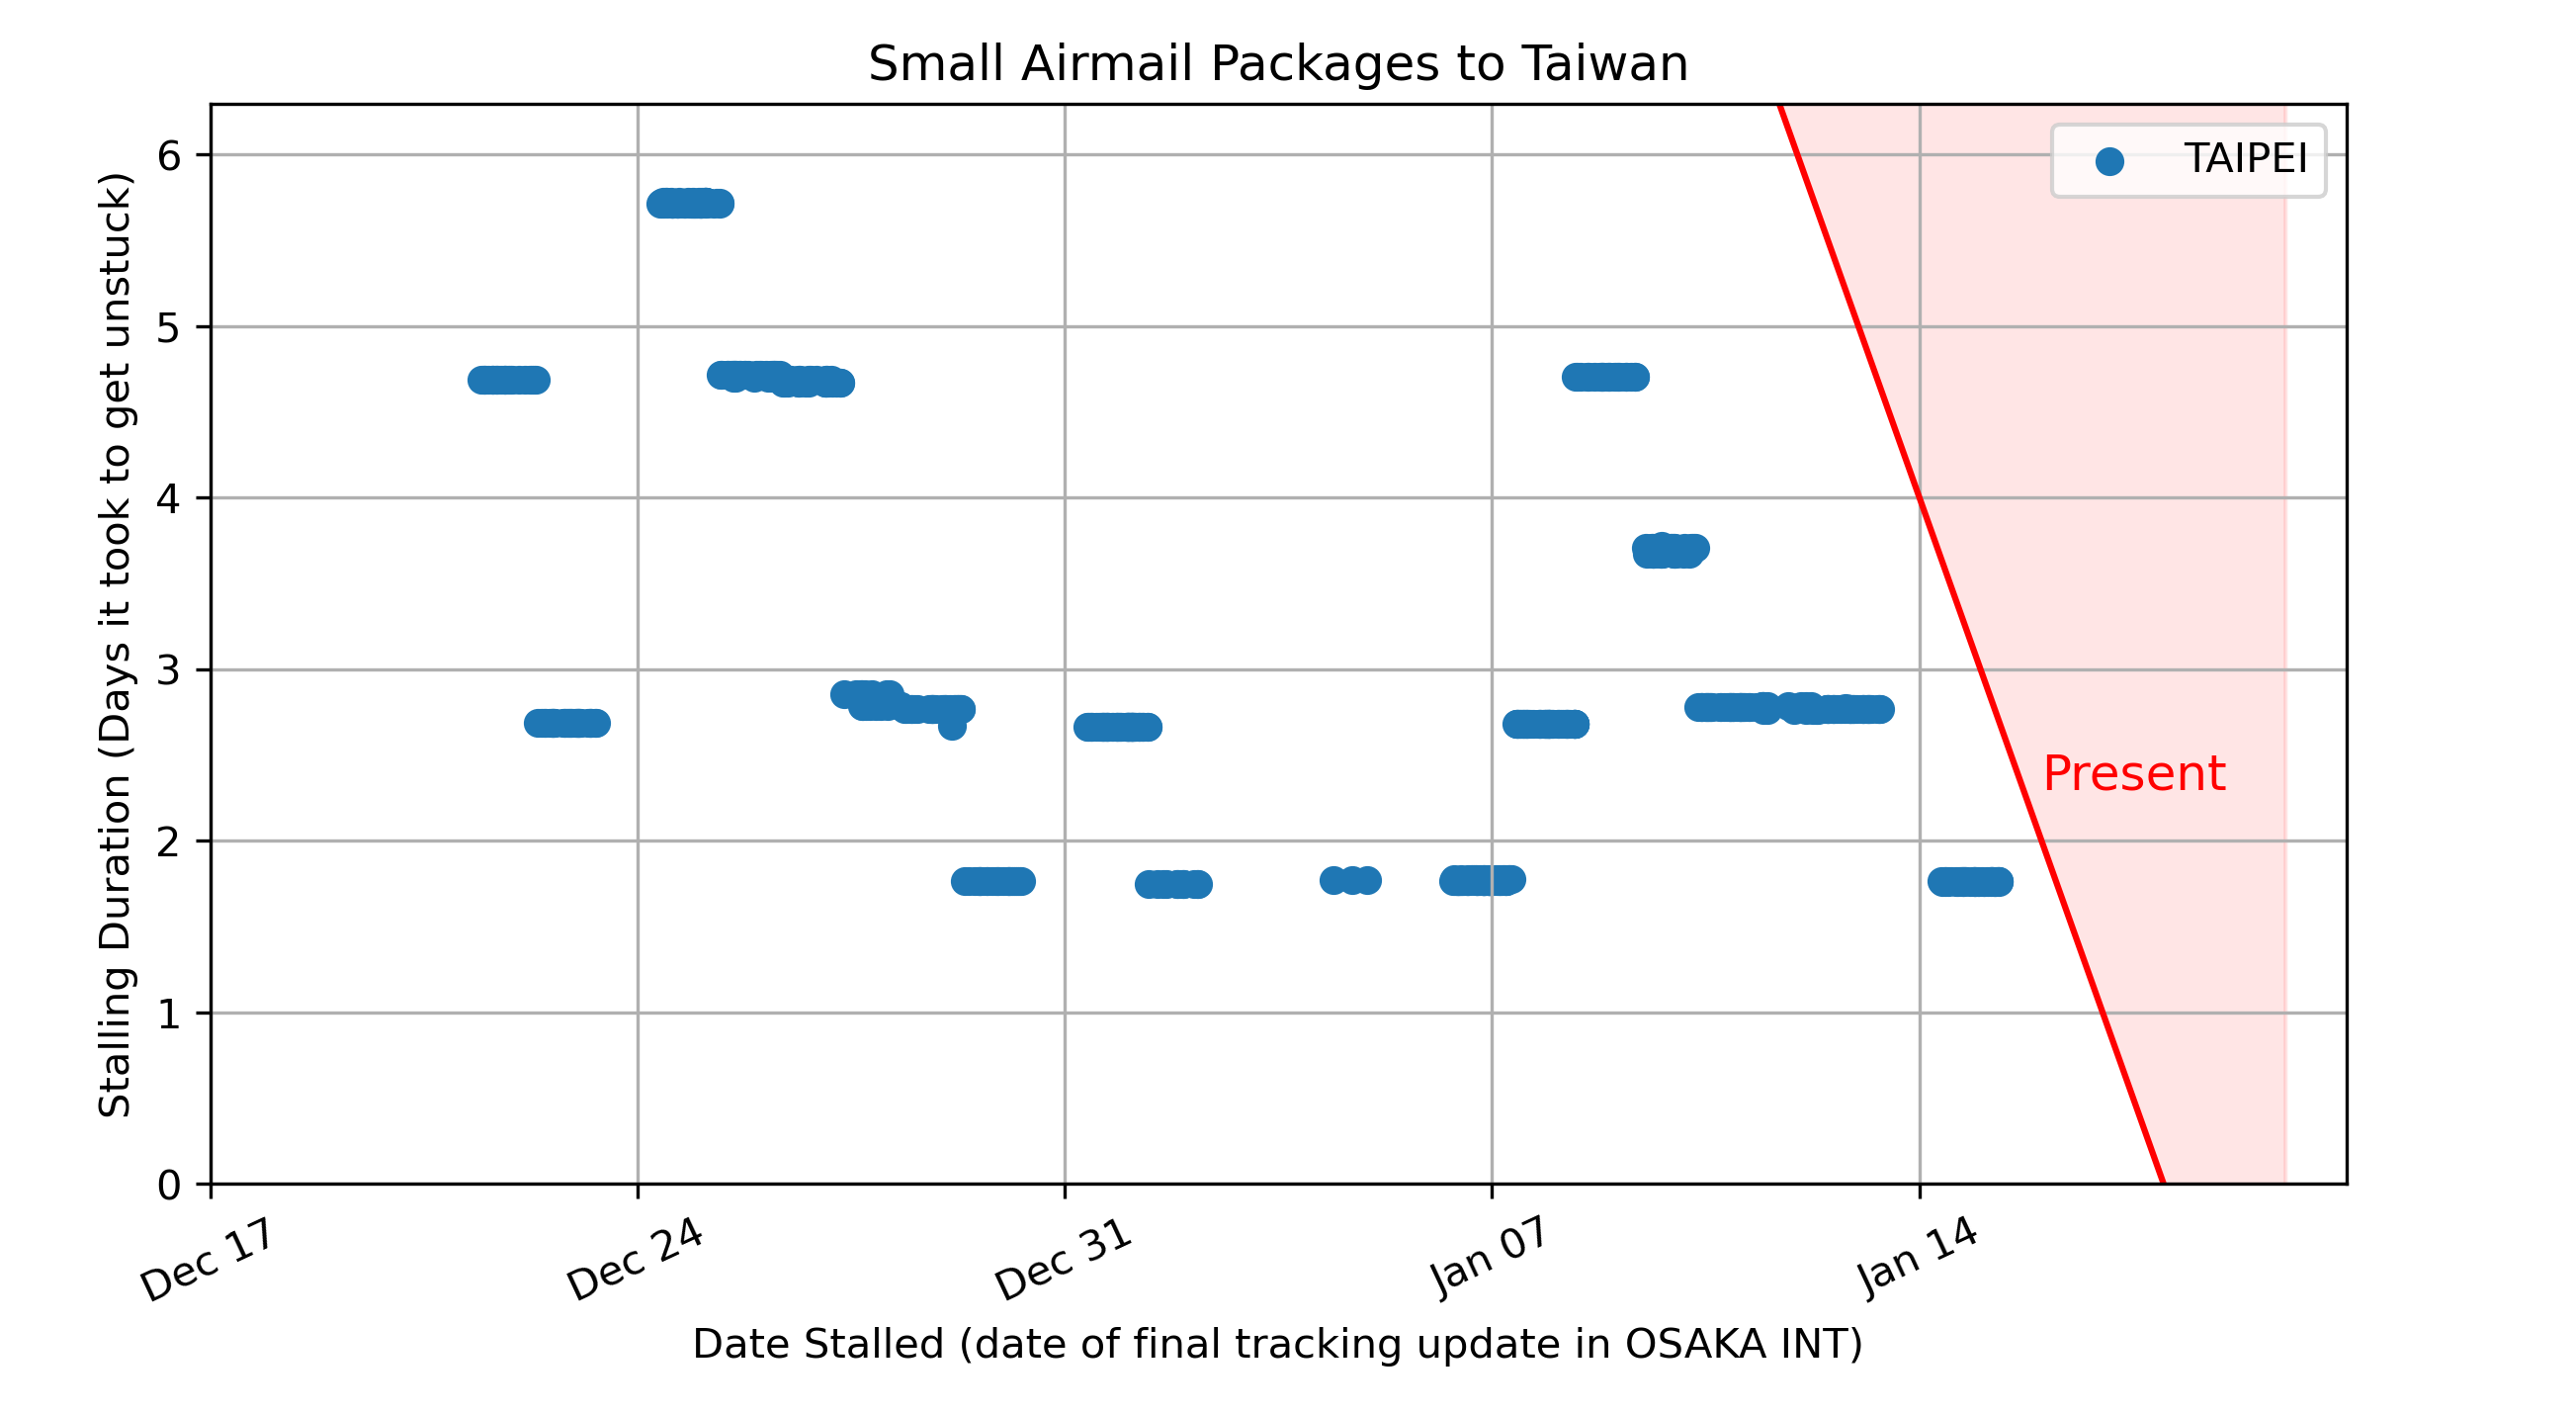 Small Airmail Packages to Taiwan
TAIPEI
Stalling Duration (Days it took to get unstuck)
6
5
4
3
2
1
0
Present
Dec 17
Dec 24
Dec 31
Jan 07
Jan 14
Date Stalled (date of final tracking update in OSAKA INT)